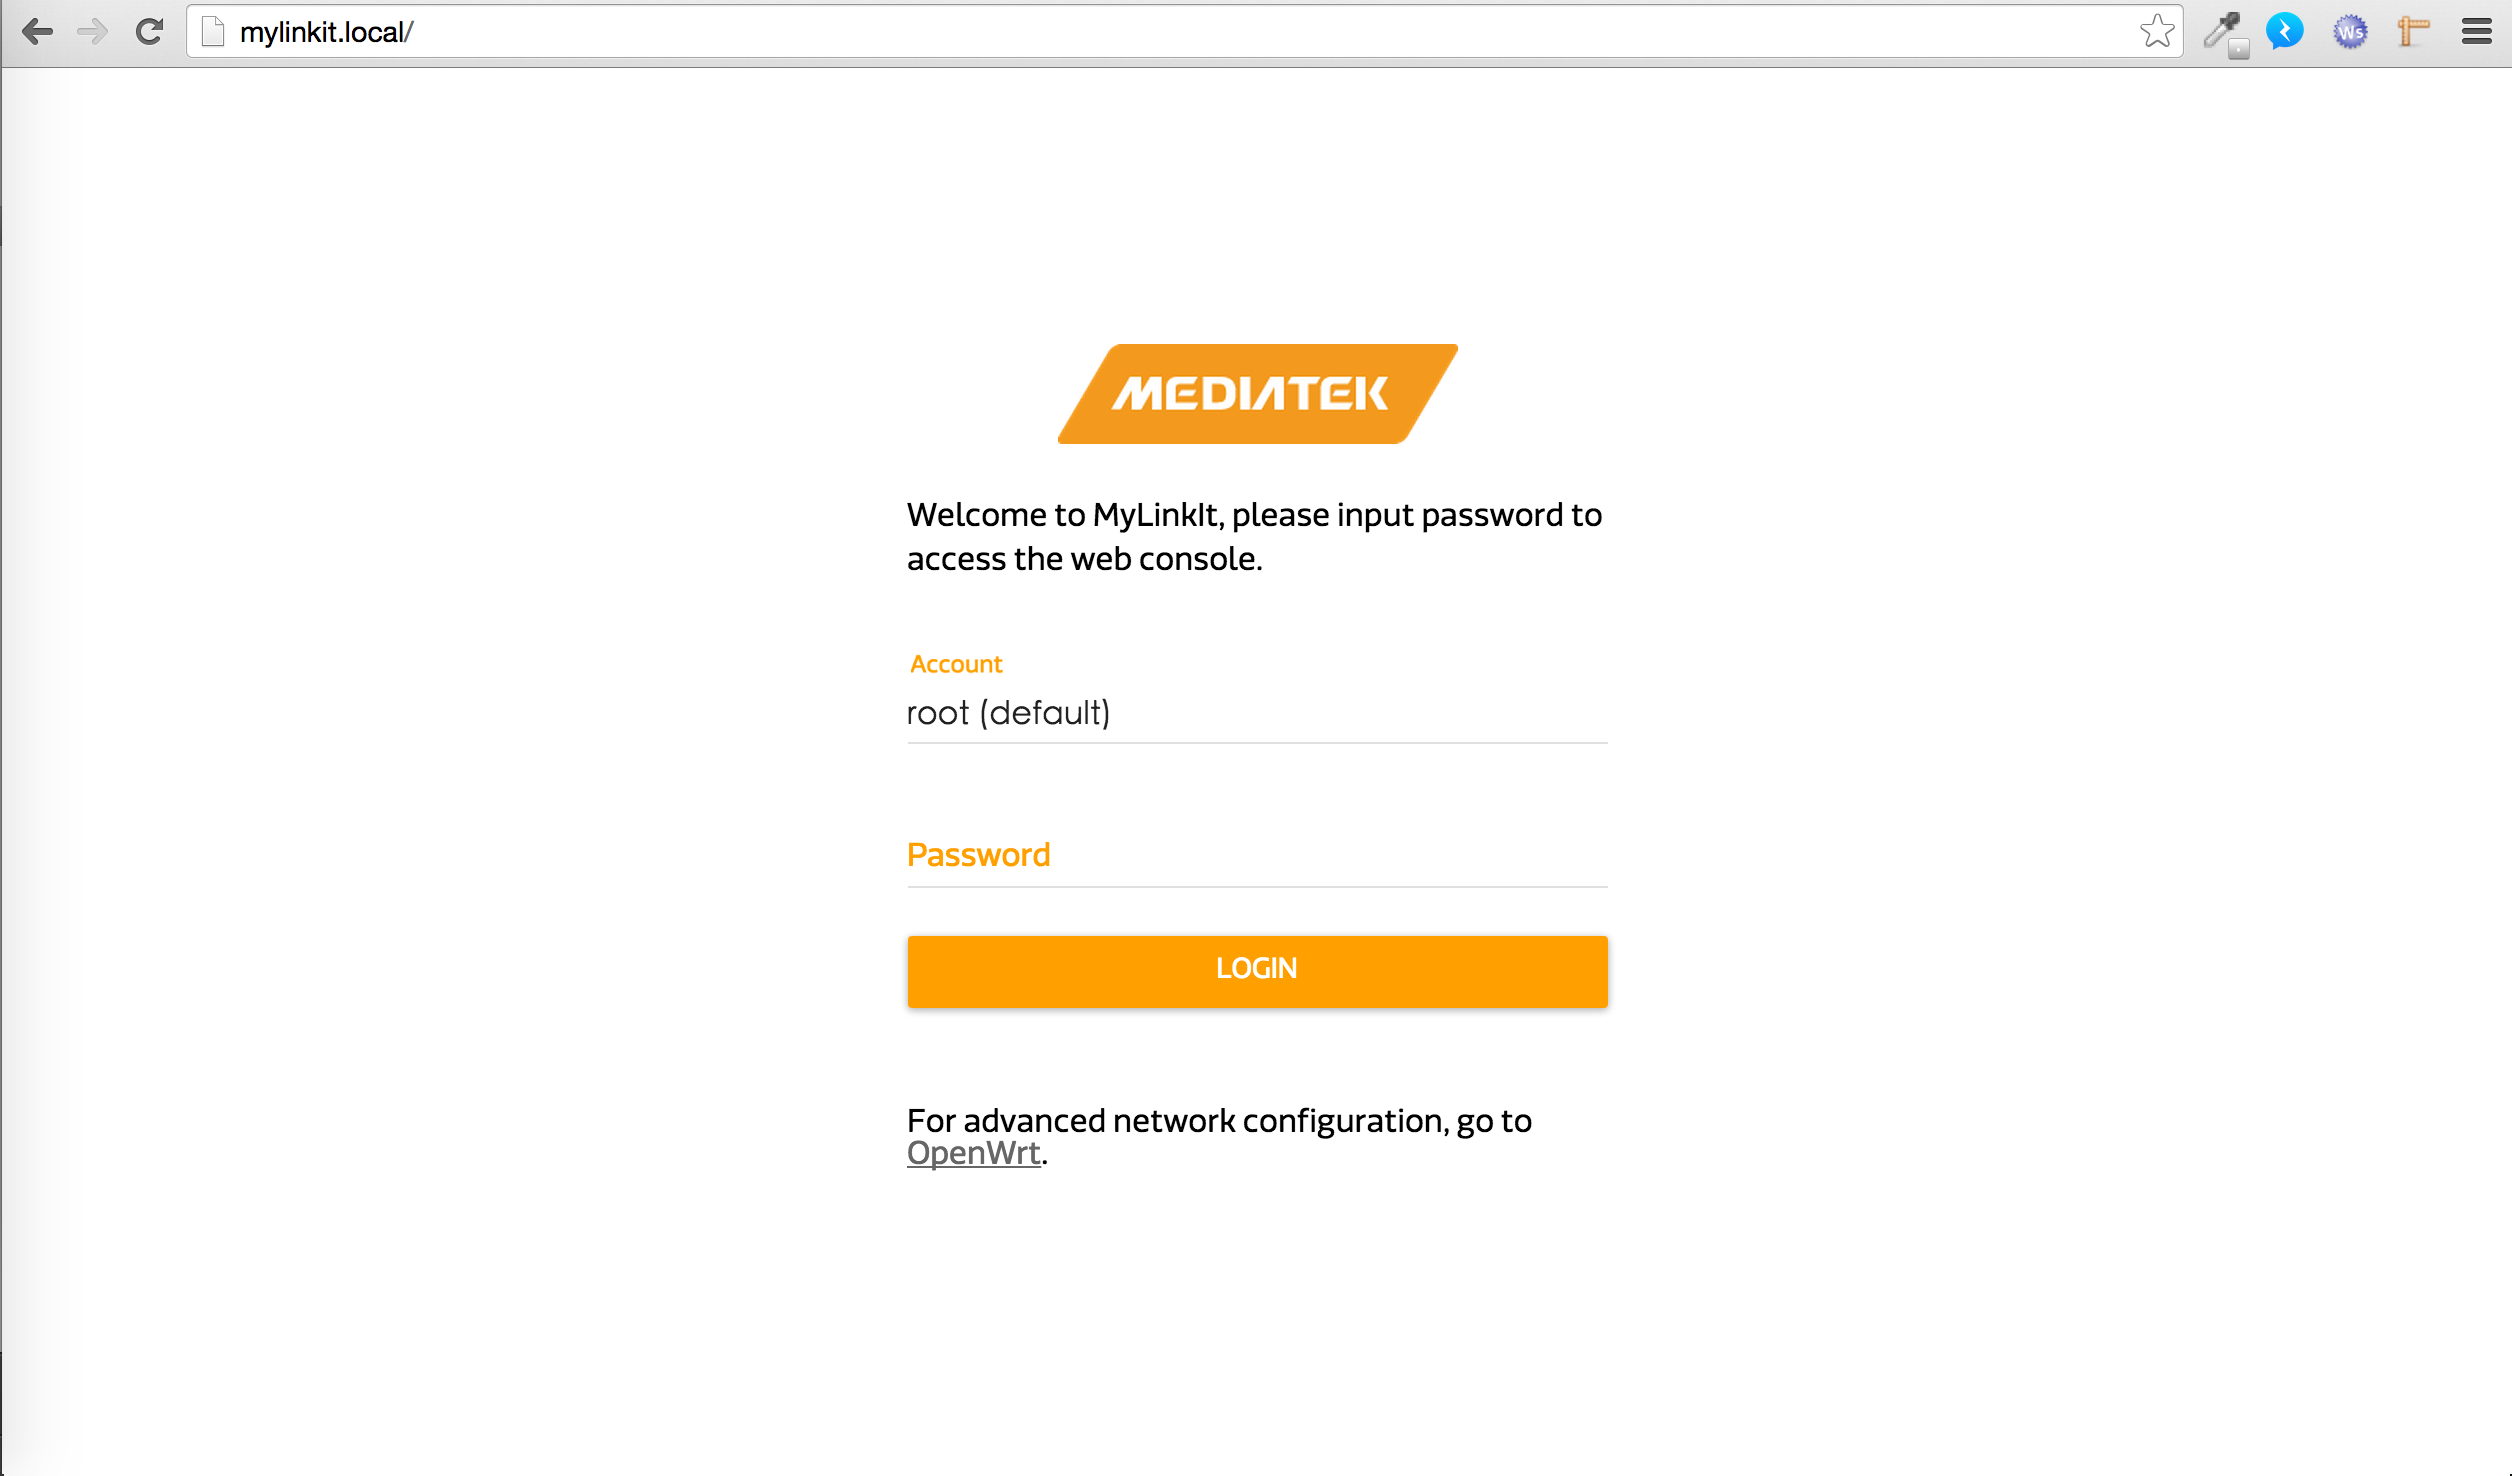 mylinkit.local/
Ws
MEDIATEK
Welcome to MyLinkIt, please input password to
access the web console.
Account
root (default)
Password
LOGIN
For advanced network configuration, go to
OpenWrt.